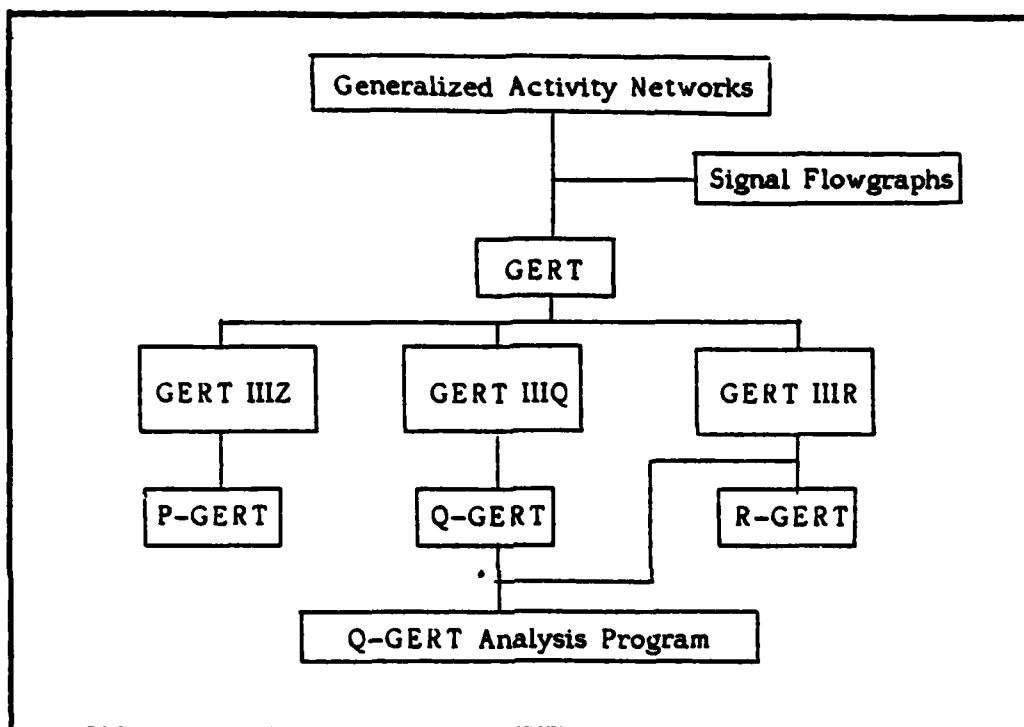 Generalized Activity Networks
Signal Flowgraphs
GERT
GERT IIIZ
GERT IIIQ
GERT IIIR
P-GERT
Q-GERT
R-GERT
Q-GERT Analysis Program